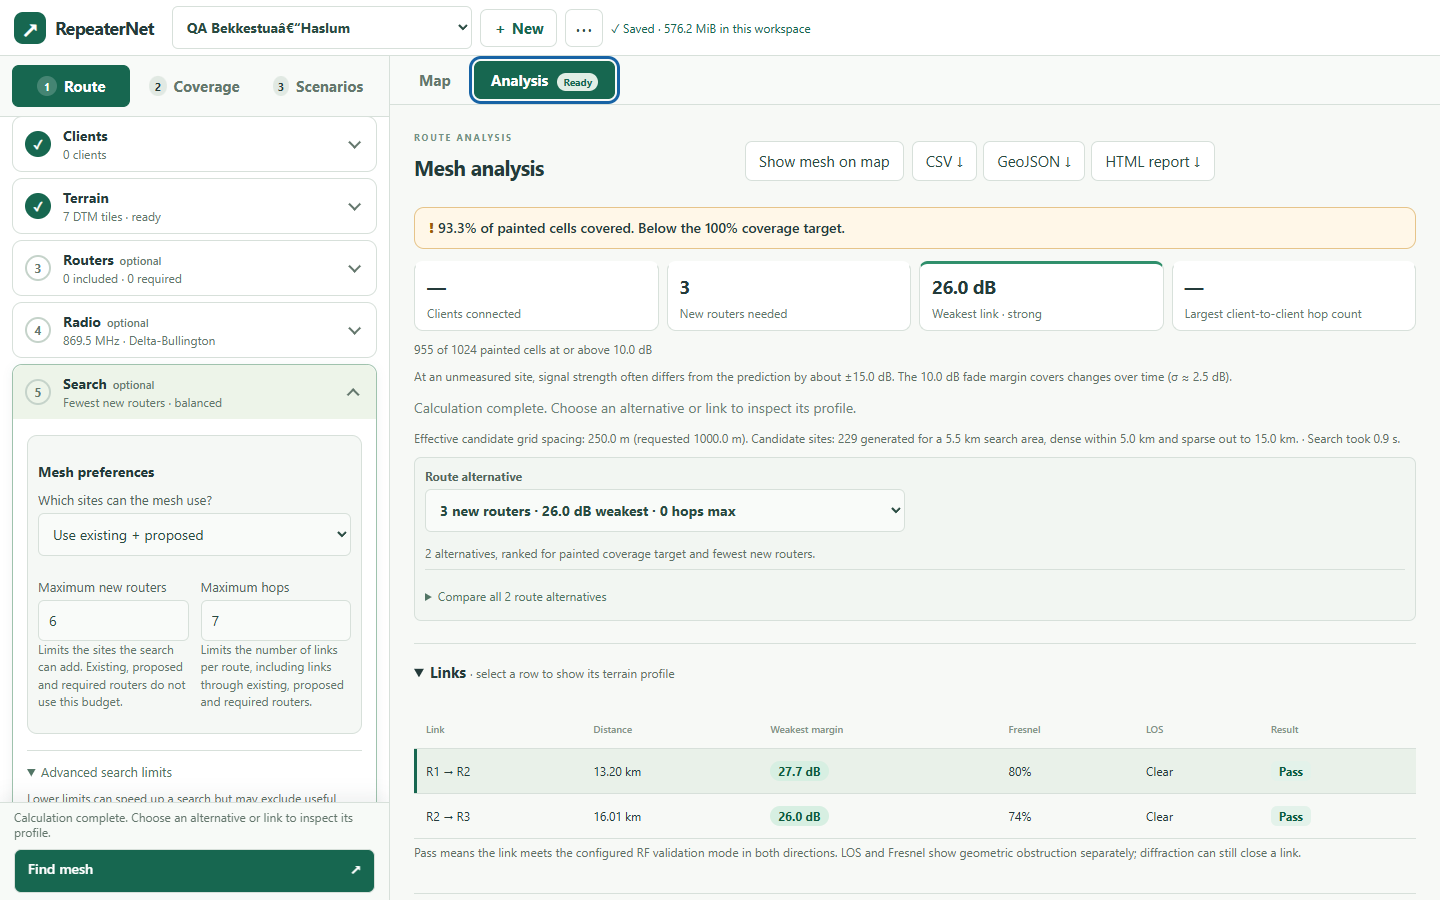 RepeaterNet
QA Bekkestuaâ€“Haslum
+ New
...
✓ Saved · 576.2 MiB in this workspace
1 Route
2 Coverage
3 Scenarios
Map
Analysis Ready
Clients
0 clients
Terrain
7 DTM tiles · ready
3
Routers optional
0 included · 0 required
4
Radio optional
869.5 MHz · Delta-Bullington
5
Search optional
Fewest new routers · balanced
Mesh preferences
Which sites can the mesh use?
Use existing + proposed
Maximum new routers
6
Limits the sites the search
can add. Existing, proposed
and required routers do not
use this budget.
Maximum hops
7
Limits the number of links
per route, including links
through existing, proposed
and required routers.
▼ Advanced search limits
Lower limits can speed up a search but may exclude useful
Calculation complete. Choose an alternative or link to inspect its
profile.
Find mesh ↗
ROUTE ANALYSIS
Mesh analysis
Show mesh on map
CSV ↓
GeoJSON ↓
HTML report ↓
! 93.3% of painted cells covered. Below the 100% coverage target.
—
Clients connected
3
New routers needed
26.0 dB
Weakest link · strong
—
Largest client-to-client hop count
955 of 1024 painted cells at or above 10.0 dB
At an unmeasured site, signal strength often differs from the prediction by about ±15.0 dB. The 10.0 dB fade margin covers changes over time (σ ≈ 2.5 dB).
Calculation complete. Choose an alternative or link to inspect its profile.
Effective candidate grid spacing: 250.0 m (requested 1000.0 m). Candidate sites: 229 generated for a 5.5 km search area, dense within 5.0 km and sparse out to 15.0 km. · Search took 0.9 s.
Route alternative
3 new routers · 26.0 dB weakest · 0 hops max
2 alternatives, ranked for painted coverage target and fewest new routers.
▶ Compare all 2 route alternatives
▼ Links · select a row to show its terrain profile
Link Distance Weakest margin Fresnel LOS Result
R1 → R2 13.20 km 27.7 dB 80% Clear Pass
R2 → R3 16.01 km 26.0 dB 74% Clear Pass
Pass means the link meets the configured RF validation mode in both directions. LOS and Fresnel show geometric obstruction separately; diffraction can still close a link.